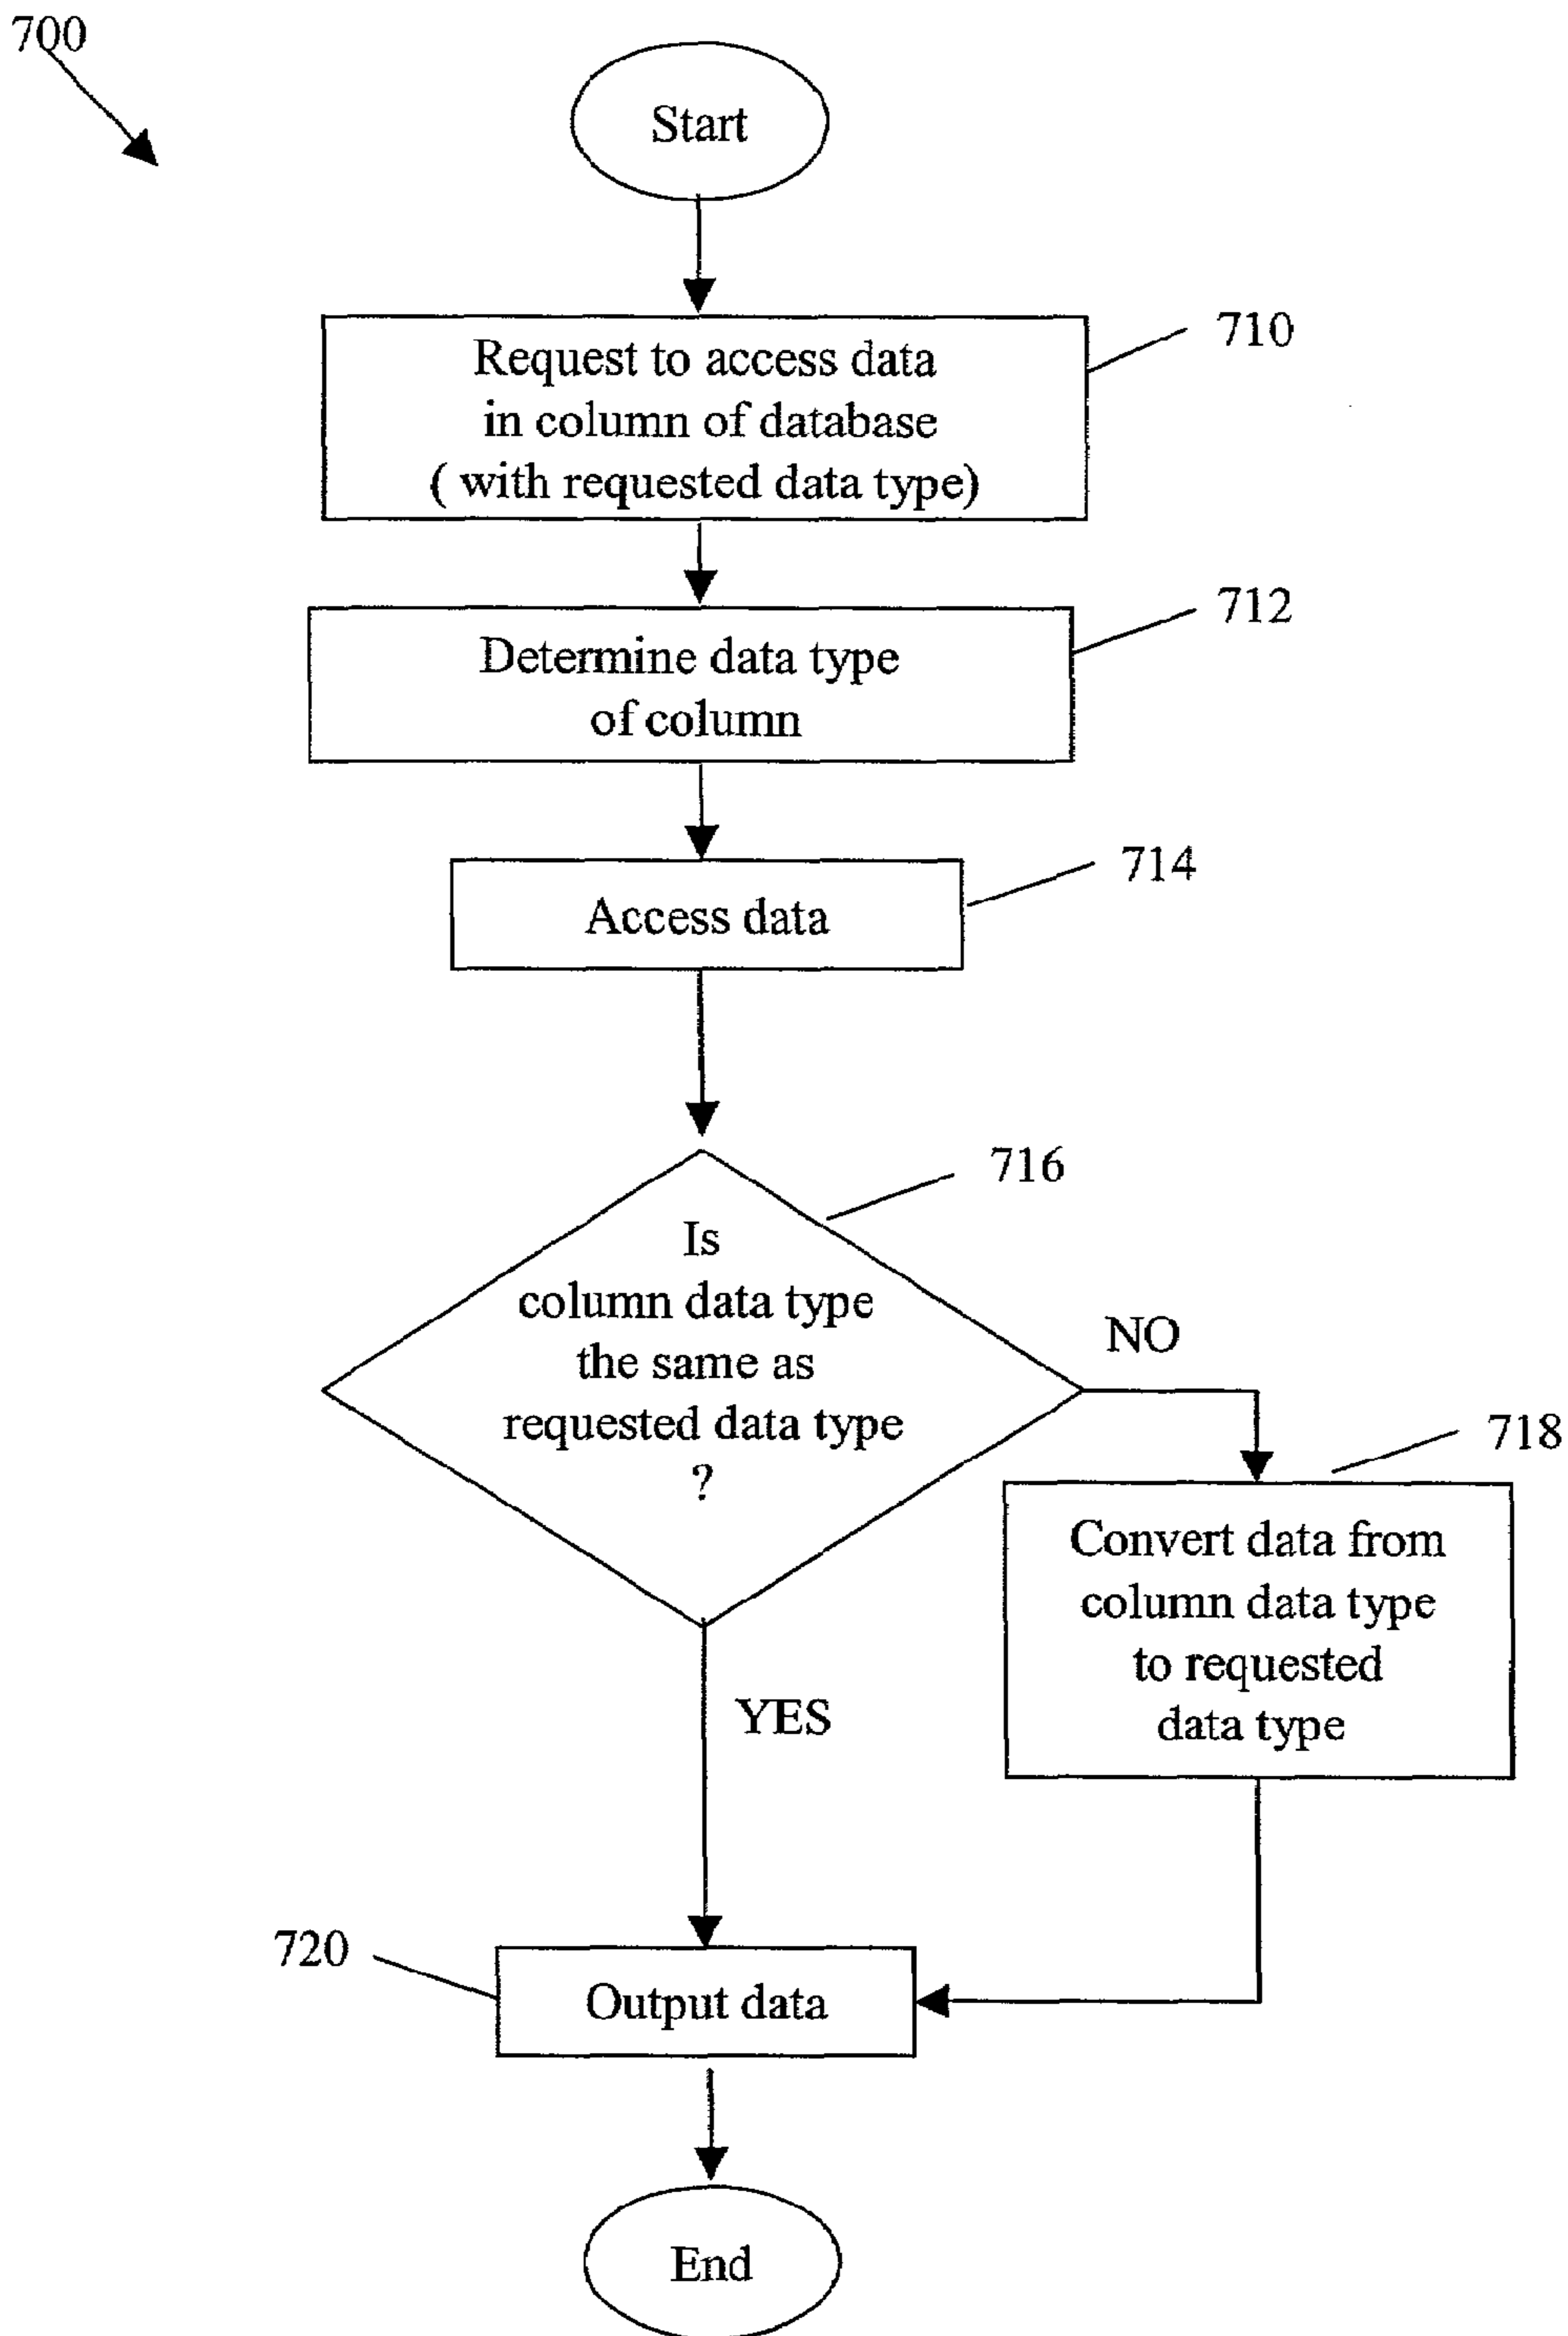 700
Start
710
Request to access data
in column of database
( with requested data type)
712
Determine data type
of column
714
Access data
716
Is
column data type
the same as
requested data type
?
NO
718
Convert data from
column data type
to requested
data type
YES
720
Output data
End